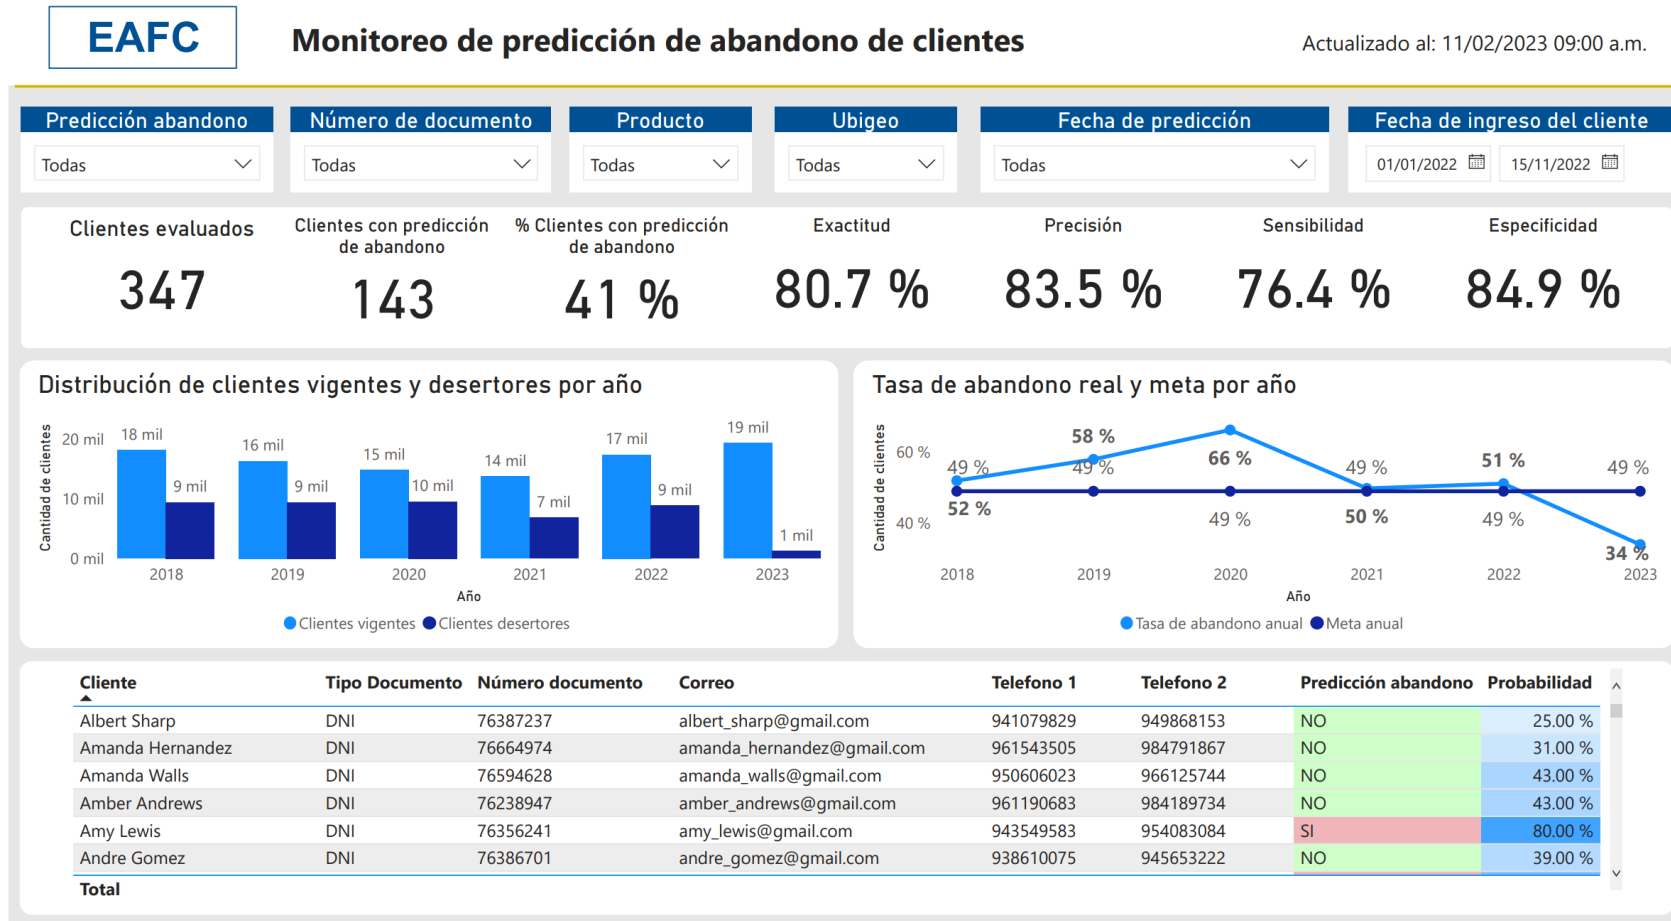 EAFC
Monitoreo de predicción de abandono de clientes
Actualizado al: 11/02/2023 09:00 a.m.
Predicción abandono
Todas
Número de documento
Todas
Producto
Todas
Ubigeo
Todas
Fecha de predicción
Todas
Fecha de ingreso del cliente
01/01/2022 15/11/2022
Clientes evaluados
347
Clientes con predicción
de abandono
143
% Clientes con predicción
de abandono
41 %
Exactitud
80.7 %
Precisión
83.5 %
Sensibilidad
76.4 %
Especificidad
84.9 %
Distribución de clientes vigentes y desertores por año
Cantidad de clientes
20 mil
10 mil
0 mil
18 mil
9 mil
16 mil
9 mil
15 mil
10 mil
14 mil
7 mil
17 mil
9 mil
19 mil
1 mil
2018 2019 2020 2021 2022 2023
Año
Clientes vigentes Clientes desertores
Tasa de abandono real y meta por año
Cantidad de clientes
60 %
40 %
49 %
52 %
58 %
49 %
66 %
49 %
49 %
50 %
51 %
49 %
49 %
34 %
2018 2019 2020 2021 2022 2023
Año
Tasa de abandono anual Meta anual
Cliente Tipo Documento Número documento Correo Telefono 1 Telefono 2 Predicción abandono Probabilidad
Albert Sharp DNI 76387237 albert_sharp@gmail.com 941079829 949868153 NO 25.00 %
Amanda Hernandez DNI 76664974 amanda_hernandez@gmail.com 961543505 984791867 NO 31.00 %
Amanda Walls DNI 76594628 amanda_walls@gmail.com 950606023 966125744 NO 43.00 %
Amber Andrews DNI 76238947 amber_andrews@gmail.com 961190683 984189734 NO 43.00 %
Amy Lewis DNI 76356241 amy_lewis@gmail.com 943549583 954083084 SI 80.00 %
Andre Gomez DNI 76386701 andre_gomez@gmail.com 938610075 945653222 NO 39.00 %
Total